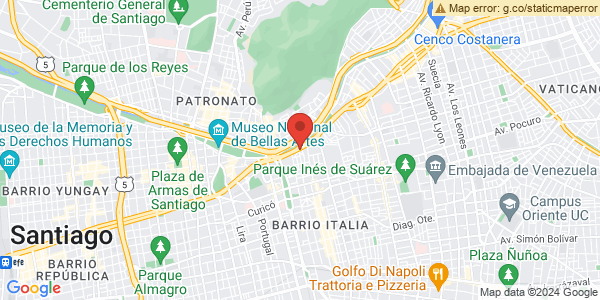 Cementerio General
de Santiago
Av. Perú
Map error: g.co/staticmaperror
Cenco Costanera
5
Parque de los Reyes
Suecia
Av. Ricardo Lyon
Av. Los Leones
VATICANO
PATRONATO
Av. Pocuro
Museo de la Memoria y
Derechos Humanos
Museo Nacional
de Bellas Artes
Plaza de
Armas de
Santiago
Parque Inés de Suárez
Embajada de Venezuela
BARRIO YUNGAY
5
Curicó
Campus
Oriente UC
Lira
Portugal
BARRIO ITALIA
Diag. Ote.
Santiago
Av. Simón Bolívar
efe
BARRIO
REPÚBLICA
Parque
Almagro
Golfo Di Napoli
Trattoria e Pizzeria
Plaza Ñuñoa
Google
Map data ©2024 Google